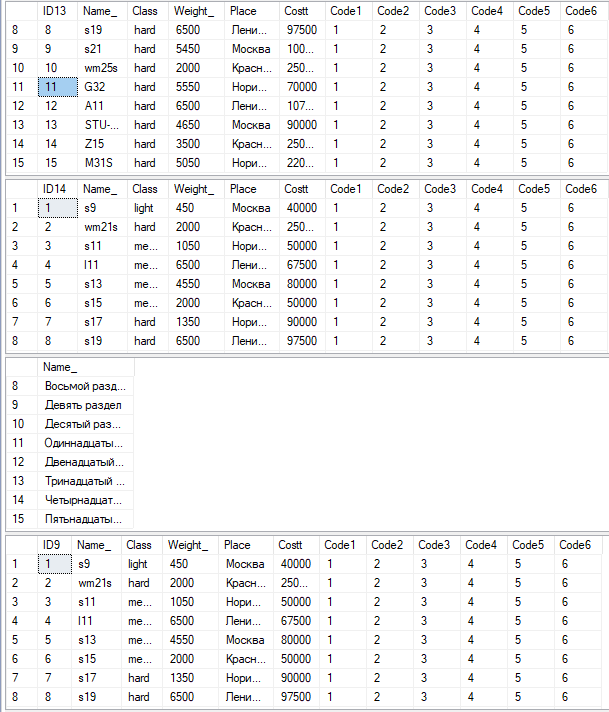 ID13 Name_ Class Weight_ Place Costt Code1 Code2 Code3 Code4 Code5 Code6
8 8 s19 hard 6500 Лени... 97500 1 2 3 4 5 6
9 9 s21 hard 5450 Москва 100... 1 2 3 4 5 6
10 10 wm25s hard 2000 Красн... 250... 1 2 3 4 5 6
11 11 G32 hard 5550 Нори... 70000 1 2 3 4 5 6
12 12 A11 hard 6500 Лени... 107... 1 2 3 4 5 6
13 13 STU-... hard 4650 Москва 90000 1 2 3 4 5 6
14 14 Z15 hard 3500 Красн... 250... 1 2 3 4 5 6
15 15 M31S hard 5050 Нори... 220... 1 2 3 4 5 6
ID14 Name_ Class Weight_ Place Costt Code1 Code2 Code3 Code4 Code5 Code6
1 1 s9 light 450 Москва 40000 1 2 3 4 5 6
2 2 wm21s hard 2000 Красн... 250... 1 2 3 4 5 6
3 3 s11 me... 1050 Нори... 50000 1 2 3 4 5 6
4 4 l11 me... 6500 Лени... 67500 1 2 3 4 5 6
5 5 s13 me... 4550 Москва 80000 1 2 3 4 5 6
6 6 s15 me... 2000 Красн... 50000 1 2 3 4 5 6
7 7 s17 hard 1350 Нори... 90000 1 2 3 4 5 6
8 8 s19 hard 6500 Лени... 97500 1 2 3 4 5 6
Name_
8 Восьмой разд...
9 Девять раздел
10 Десятый раз...
11 Одиннадцаты...
12 Двенадцатый...
13 Тринадцатый ...
14 Четырнадцат...
15 Пятьнадцаты...
ID9 Name_ Class Weight_ Place Costt Code1 Code2 Code3 Code4 Code5 Code6
1 1 s9 light 450 Москва 40000 1 2 3 4 5 6
2 2 wm21s hard 2000 Красн... 250... 1 2 3 4 5 6
3 3 s11 me... 1050 Нори... 50000 1 2 3 4 5 6
4 4 l11 me... 6500 Лени... 67500 1 2 3 4 5 6
5 5 s13 me... 4550 Москва 80000 1 2 3 4 5 6
6 6 s15 me... 2000 Красн... 50000 1 2 3 4 5 6
7 7 s17 hard 1350 Нори... 90000 1 2 3 4 5 6
8 8 s19 hard 6500 Лени... 97500 1 2 3 4 5 6